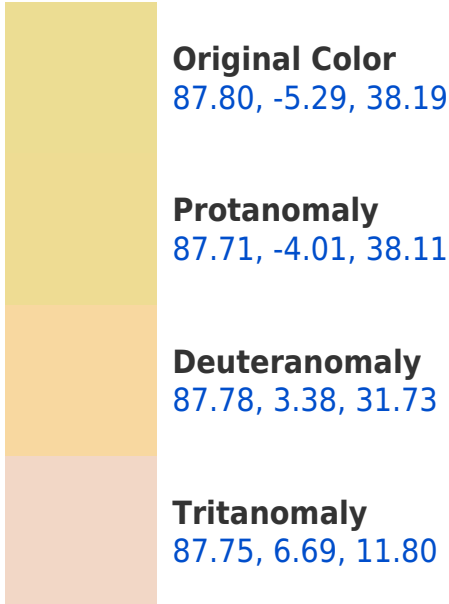 Original Color
87.80, -5.29, 38.19
Protanomaly
87.71, -4.01, 38.11
Deuteranomaly
87.78, 3.38, 31.73
Tritanomaly
87.75, 6.69, 11.80